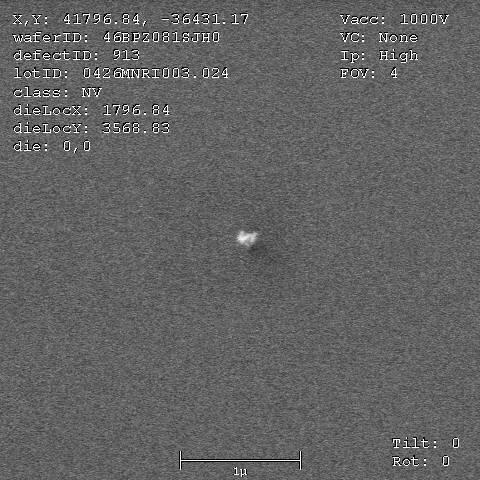 X,Y: 41796.84, -36431.17
waferID: 46BPZ081SJH0
defectID: 913
lotID: 0426MNRI003.024
class: NV
dieLocX: 1796.84
dieLocY: 3568.83
die: 0,0
Vacc: 1000V
VC: None
Ip: High
FOV: 4
Tilt: 0
Rot: 0
1μ